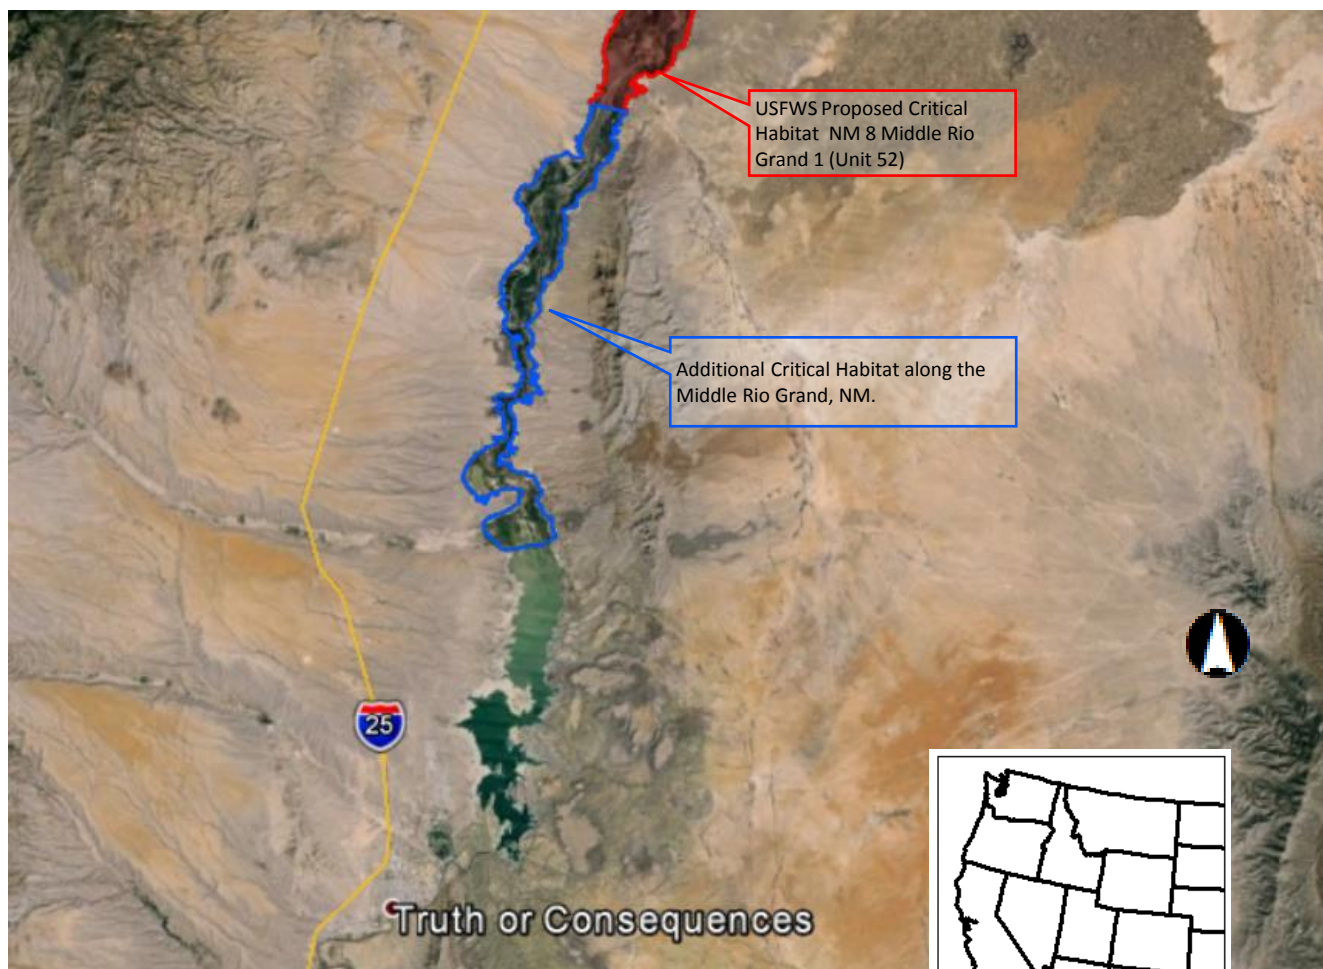 USFWS Proposed Critical
Habitat NM 8 Middle Rio
Grand 1 (Unit 52)
Additional Critical Habitat along the
Middle Rio Grand, NM.
25
Truth or Consequences